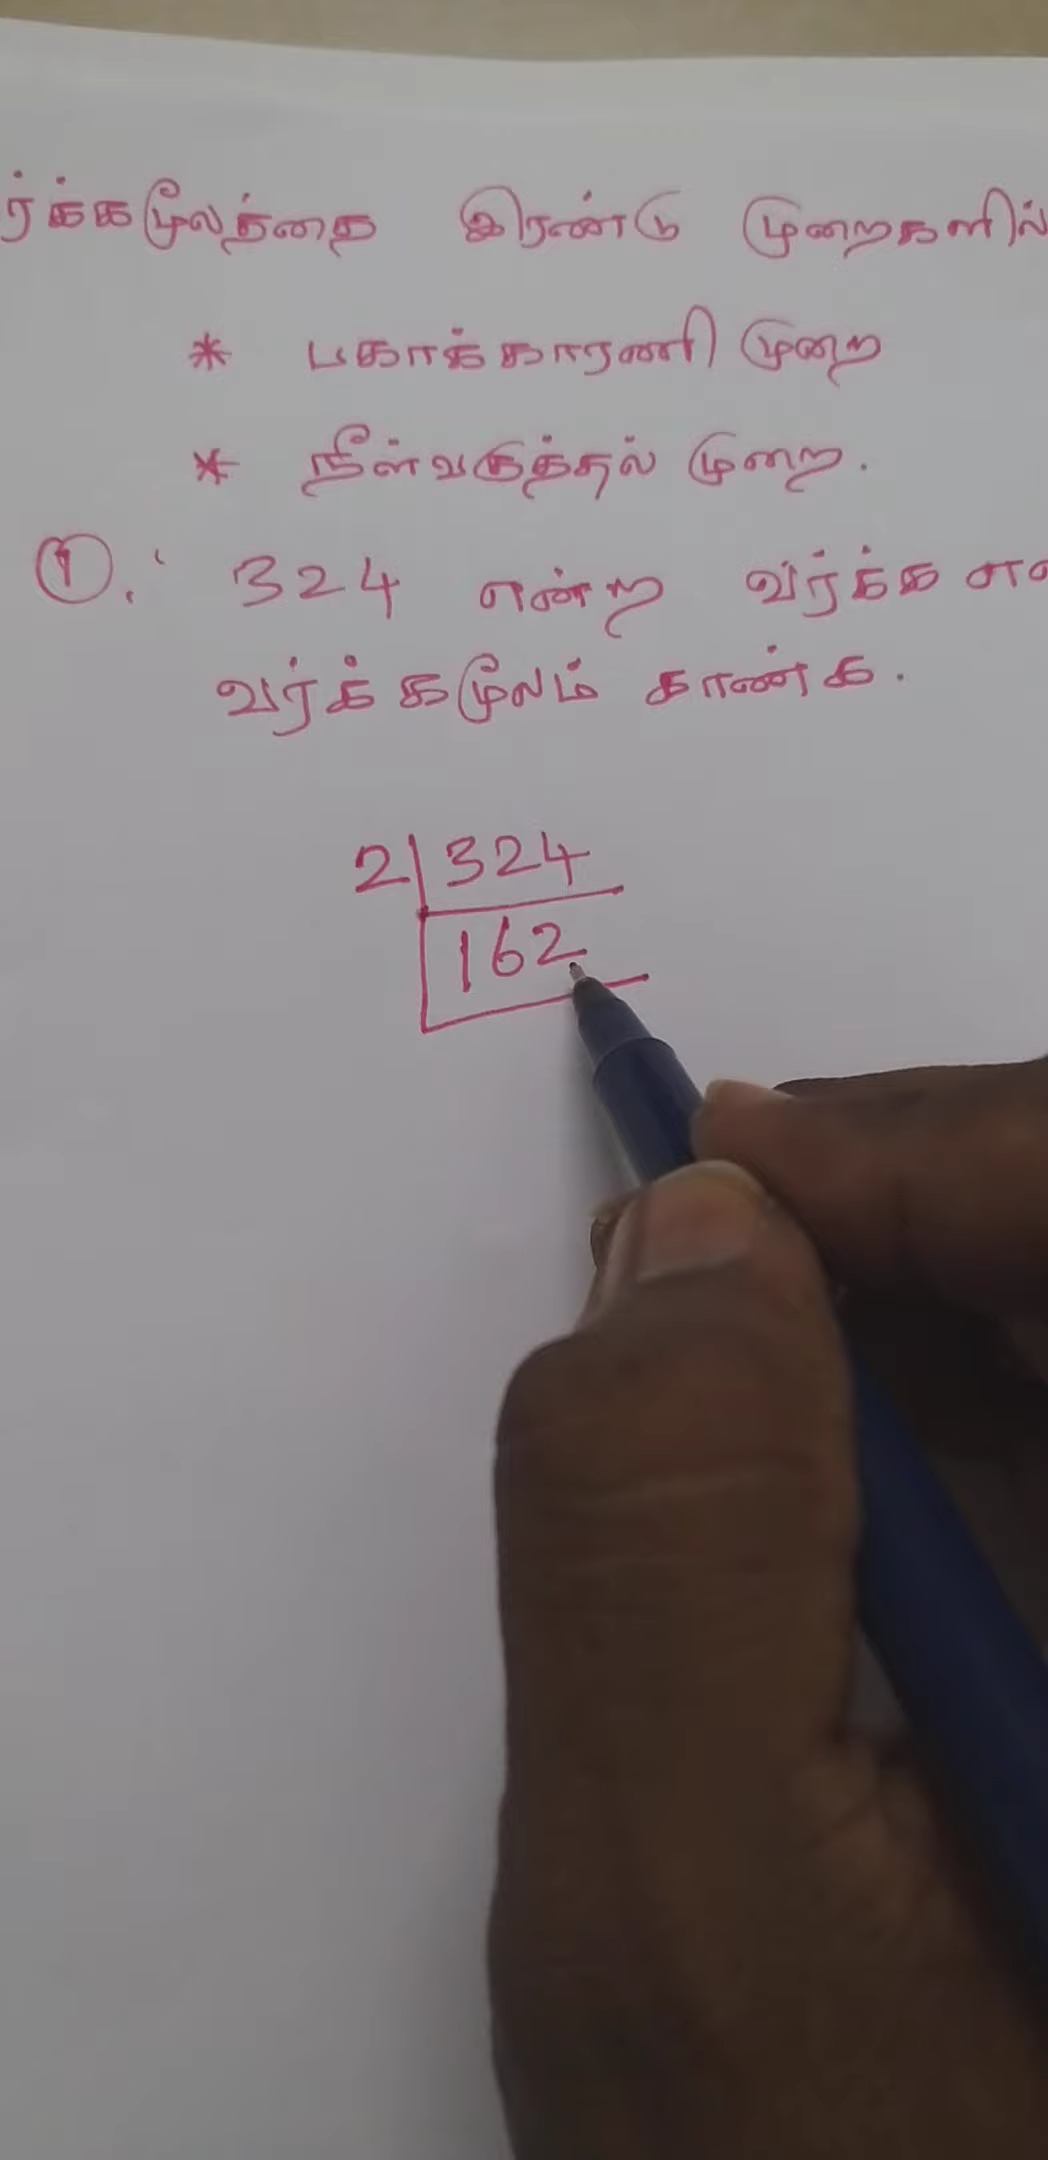 ர்க்கமூலத்தை இரண்டு முறைகளில்
* பகாக்காரணி முறை
* நீள்வகுத்தல் முறை.
①. 324 என்ற வர்க்க
வர்க்கமூலம் காண்க.
2 324
162